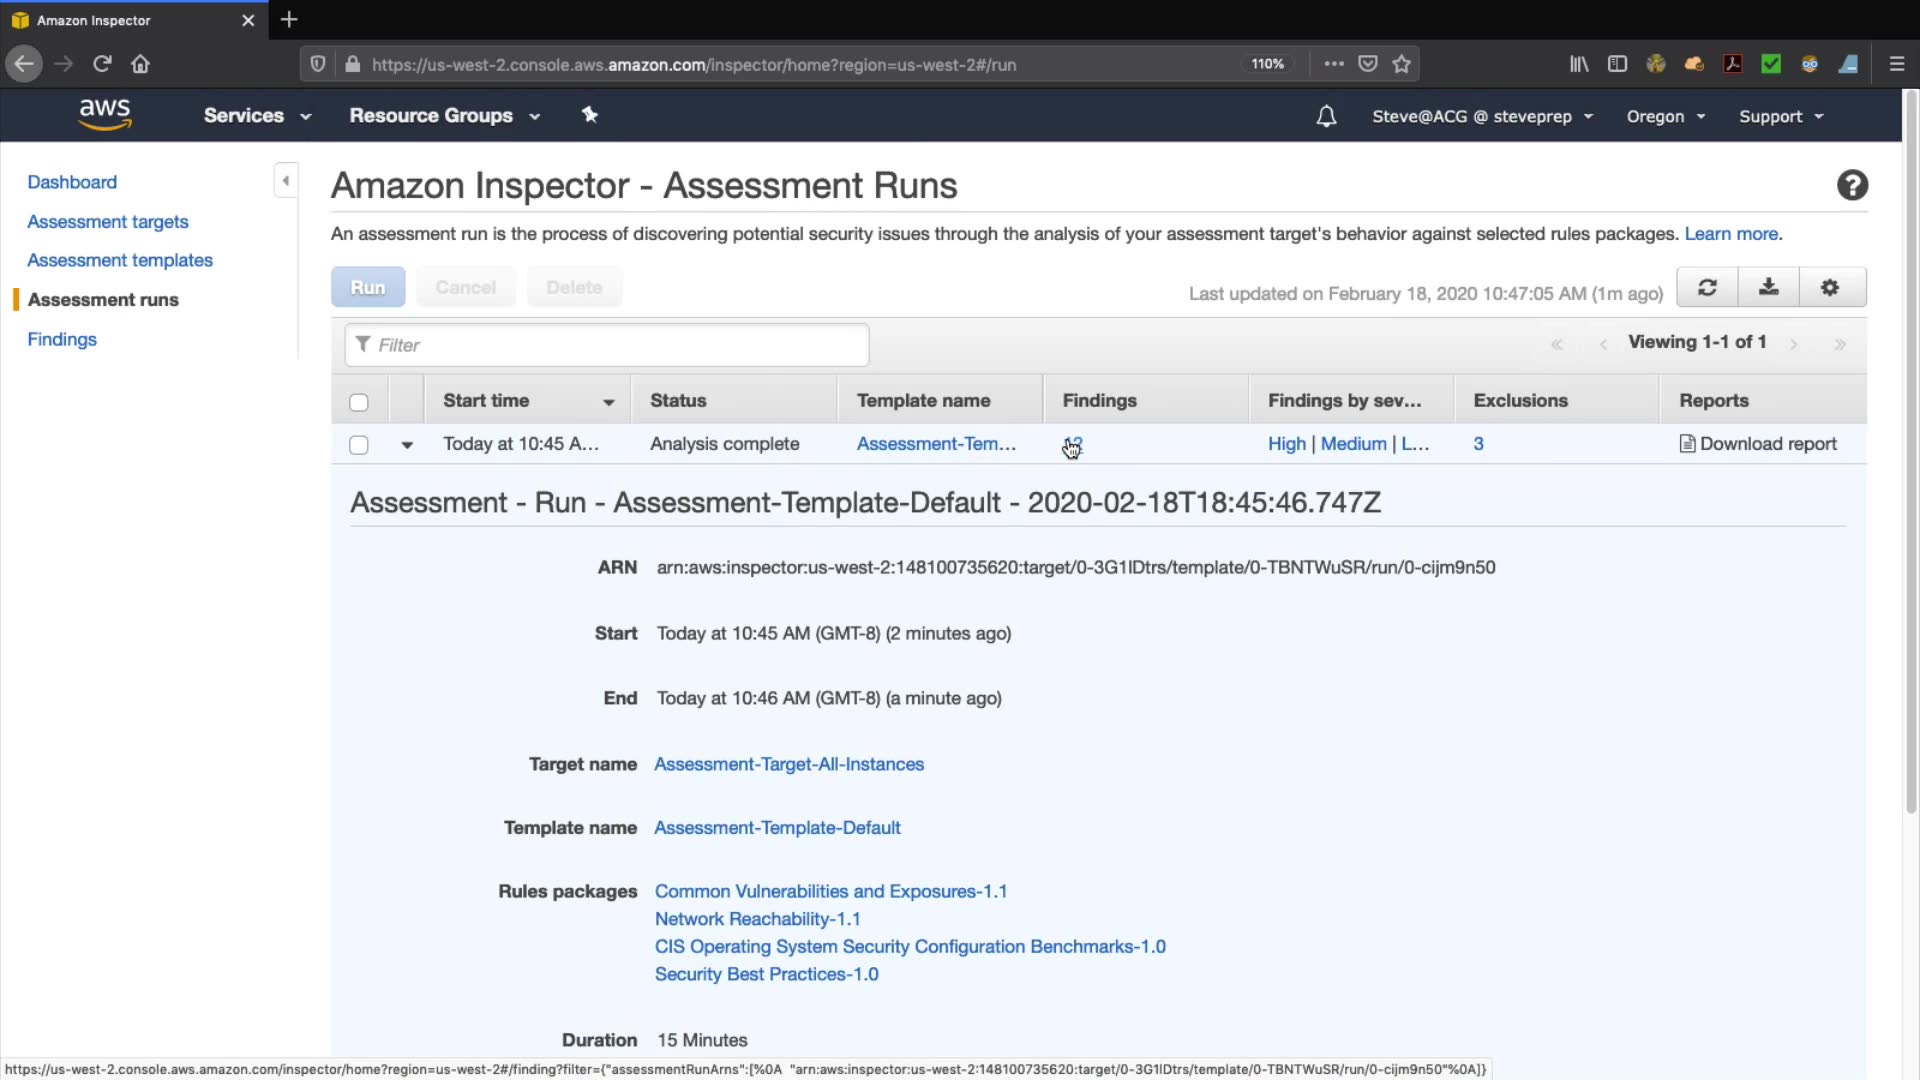 Amazon Inspector
https://us-west-2.console.aws.amazon.com/inspector/home?region=us-west-2#/run
110%
aws
Services
Resource Groups
Steve@ACG @ steveprep
Oregon
Support
Dashboard
Assessment targets
Assessment templates
Assessment runs
Findings
Amazon Inspector - Assessment Runs
An assessment run is the process of discovering potential security issues through the analysis of your assessment target's behavior against selected rules packages. Learn more.
Run
Cancel
Delete
Last updated on February 18, 2020 10:47:05 AM (1m ago)
Filter
Viewing 1-1 of 1
Start time
Status
Template name
Findings
Findings by sev...
Exclusions
Reports
Today at 10:45 A...
Analysis complete
Assessment-Tem...
High | Medium | L...
3
Download report
Assessment - Run - Assessment-Template-Default - 2020-02-18T18:45:46.747Z
ARN arn:aws:inspector:us-west-2:148100735620:target/0-3G1lDtrs/template/0-TBNTWuSR/run/0-cijm9n50
Start Today at 10:45 AM (GMT-8) (2 minutes ago)
End Today at 10:46 AM (GMT-8) (a minute ago)
Target name Assessment-Target-All-Instances
Template name Assessment-Template-Default
Rules packages Common Vulnerabilities and Exposures-1.1
Network Reachability-1.1
CIS Operating System Security Configuration Benchmarks-1.0
Security Best Practices-1.0
Duration 15 Minutes
https://us-west-2.console.aws.amazon.com/inspector/home?region=us-west-2#/finding?filter={"assessmentRunArns":[%0A "arn:aws:inspector:us-west-2:148100735620:target/0-3G1lDtrs/template/0-TBNTWuSR/run/0-cijm9n50"%0A]}